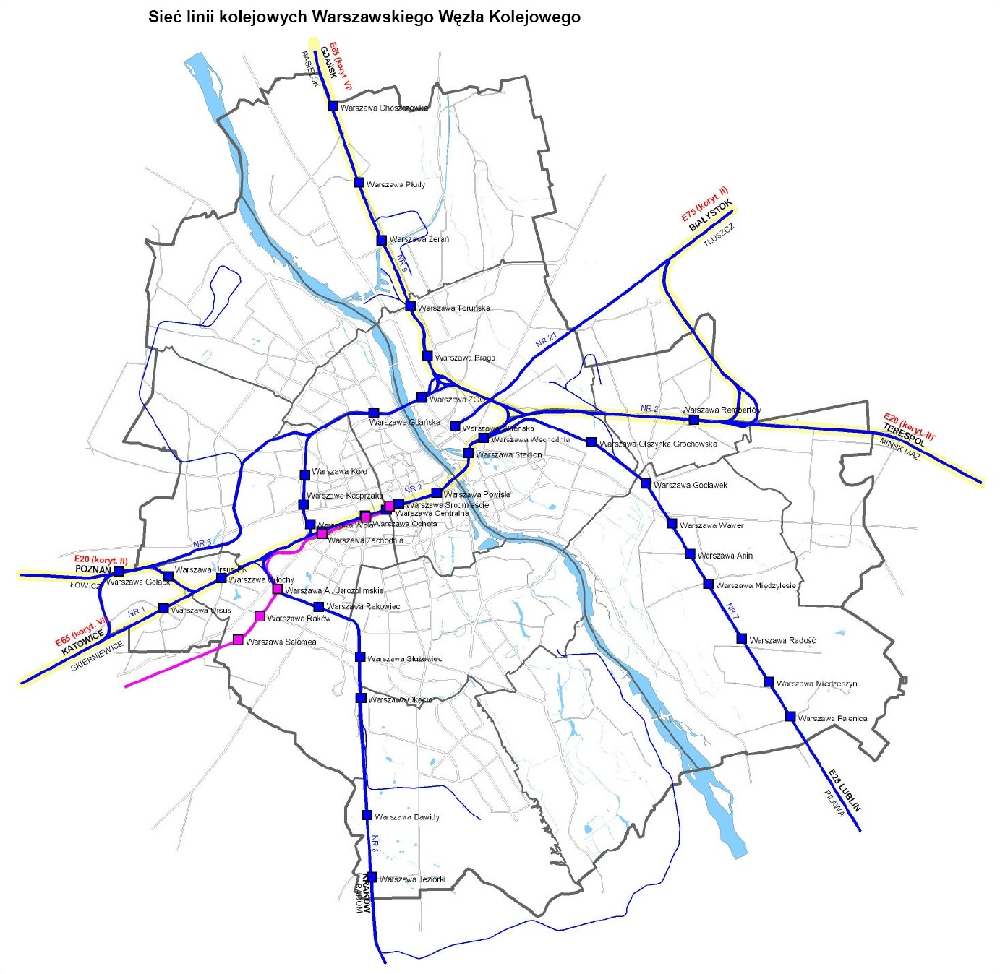 Sieć linii kolejowych Warszawskiego Węzła Kolejowego
E65 (koryt. VI)
GDAŃSK
NASIELSK
Warszawa Choszczówka
Warszawa Płudy
Warszawa Żerań
NR 9
Warszawa Toruńska
Warszawa Praga
Warszawa ZOO
Warszawa Gdańska
E75 (koryt. II)
BIAŁYSTOK
TŁUSZCZ
NR 21
NR 2
Warszawa Rembertów
E20 (koryt. II)
TERESPOL
MIŃSK MAZ.
Warszawa Wileńska
Warszawa Wschodnia
Warszawa Olszynka Grochowska
Warszawa Stadion
Warszawa Koło
Warszawa Kasprzaka
NR 2
Warszawa Powiśle
Warszawa Śródmieście
Warszawa Centralna
Warszawa Wola
Warszawa Ochota
Warszawa Zachodnia
Warszawa Gocławek
Warszawa Wawer
Warszawa Anin
Warszawa Międzylesie
NR 7
Warszawa Radość
Warszawa Miedzeszyn
Warszawa Falenica
E28 LUBLIN
PILAWA
NR 3
E20 (koryt. II)
POZNAŃ
ŁOWICZ
Warszawa Gołąbki
Warszawa Ursus PN
Warszawa Włochy
Warszawa Ursus
NR 1
E65 (koryt. VI)
KATOWICE
SKIERNIEWICE
Warszawa Al. Jerozolimskie
Warszawa Rakowiec
Warszawa Raków
Warszawa Salomea
Warszawa Służewiec
Warszawa Okęcie
Warszawa Dawidy
NR 8
Warszawa Jeziorki
KRAKÓW
RADOM